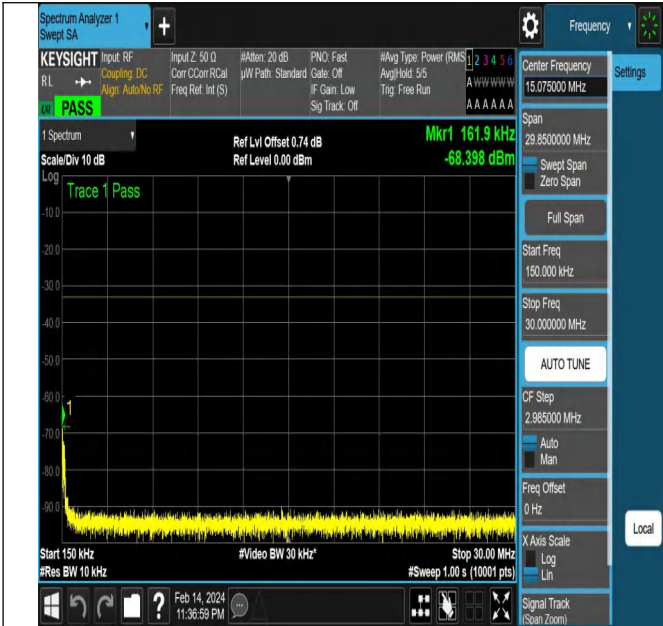 Spectrum Analyzer 1
Swept SA
+
Frequency
KEYSIGHT
RL
PASS
Input: RF
Coupling: DC
Align: Auto/No RF
Input Z: 50 Ω
Corr CCorr RCal
Freq Ref: Int (S)
#Atten: 20 dB
µW Path: Standard
PNO: Fast
Gate: Off
IF Gain: Low
Sig Track: Off
#Avg Type: Power (RMS
Avg|Hold: 5/5
Trig: Free Run
1 2 3 4 5 6
A W W W W W
A A A A A A
1 Spectrum
Scale/Div 10 dB
Ref Lvl Offset 0.74 dB
Ref Level 0.00 dBm
Mkr1 161.9 kHz
-68.398 dBm
Log
Trace 1 Pass
-10.0
-20.0
-30.0
-40.0
-50.0
-60.0
1
-70.0
-80.0
-90.0
Start 150 kHz
#Res BW 10 kHz
#Video BW 30 kHz*
Stop 30.00 MHz
#Sweep 1.00 s (10001 pts)
Feb 14, 2024
11:36:59 PM
?
Settings
Center Frequency
15.075000 MHz
Span
29.8500000 MHz
Swept Span
Zero Span
Full Span
Start Freq
150.000 kHz
Stop Freq
30.000000 MHz
AUTO TUNE
CF Step
2.985000 MHz
Auto
Man
Freq Offset
0 Hz
X Axis Scale
Log
Lin
Signal Track
(Span Zoom)
Local